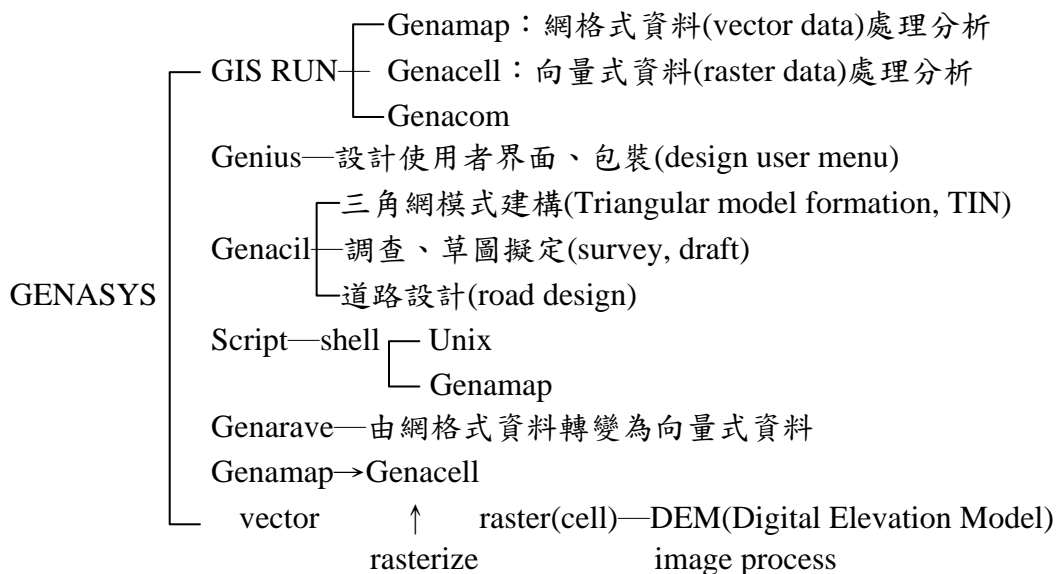 Genamap：網格式資料(vector data)處理分析
GIS RUN
Genacell：向量式資料(raster data)處理分析
Genacom
Genius—設計使用者界面、包裝(design user menu)
三角網模式建構(Triangular model formation, TIN)
Genacil
調查、草圖擬定(survey, draft)
GENASYS
道路設計(road design)
Script—shell
Unix
Genamap
Genarave—由網格式資料轉變為向量式資料
Genamap→Genacell
vector ↑ raster(cell)—DEM(Digital Elevation Model)
rasterize image process